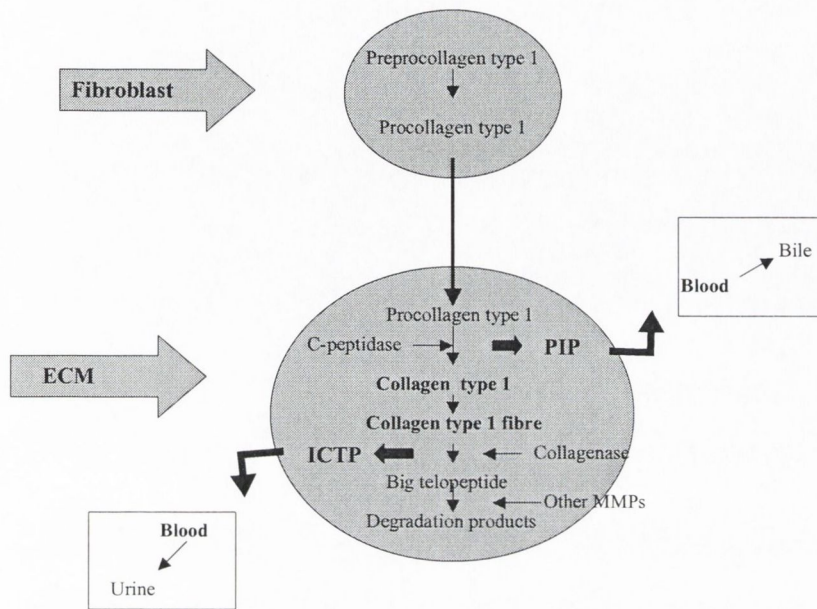 Preprocollagen type 1
Fibroblast
Procollagen type 1
Bile
Blood
Procollagen type 1
C-peptidase
PIP
ECM
Collagen type 1
Collagen type 1 fibre
ICTP
Collagenase
Big telopeptide
Other MMPs
Degradation products
Blood
Urine